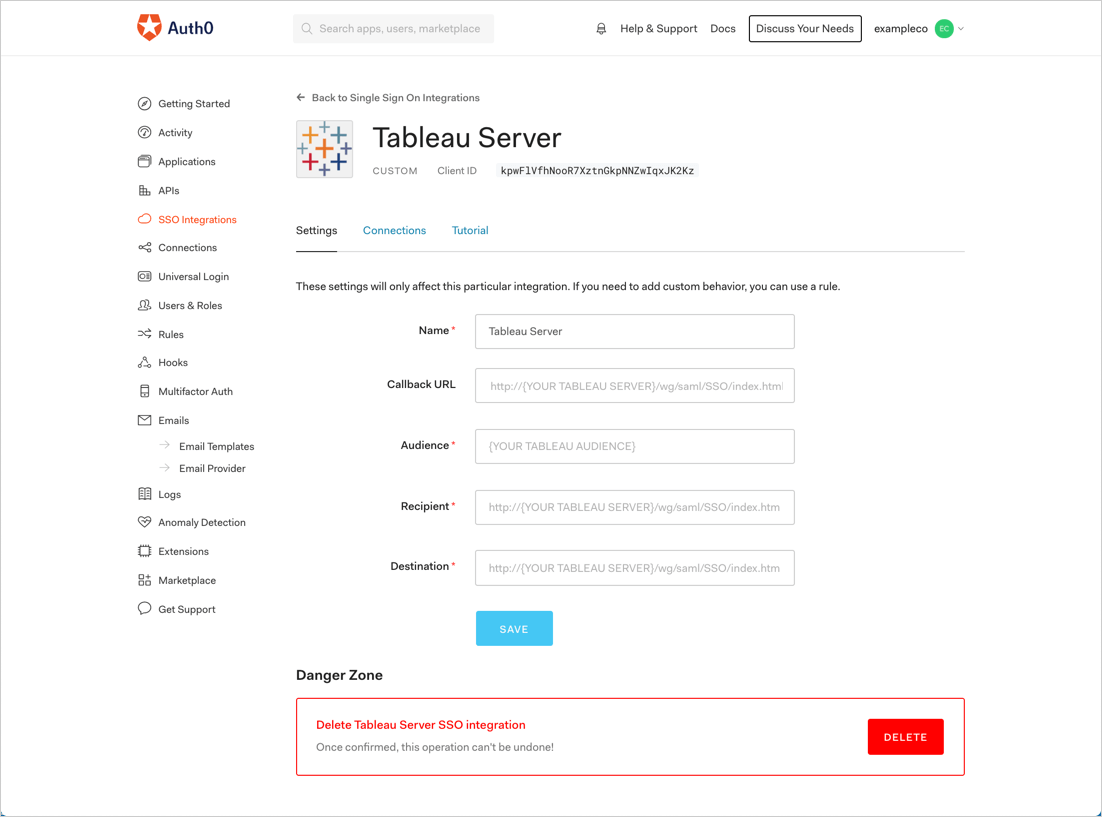 Auth0
Search apps, users, marketplace
Help & Support
Docs
Discuss Your Needs
exampleco
EC
Getting Started
Activity
Applications
APIs
SSO Integrations
Connections
Universal Login
Users & Roles
Rules
Hooks
Multifactor Auth
Emails
Email Templates
Email Provider
Logs
Anomaly Detection
Extensions
Marketplace
Get Support
Back to Single Sign On Integrations
Tableau Server
CUSTOM
Client ID
kpwFlVfhNooR7XztnGkpNNZwIqxJK2Kz
Settings
Connections
Tutorial
These settings will only affect this particular integration. If you need to add custom behavior, you can use a rule.
Name*
Tableau Server
Callback URL
http://{YOUR TABLEAU SERVER}/wg/saml/SSO/index.html
Audience*
{YOUR TABLEAU AUDIENCE}
Recipient*
http://{YOUR TABLEAU SERVER}/wg/saml/SSO/index.htm
Destination*
http://{YOUR TABLEAU SERVER}/wg/saml/SSO/index.htm
SAVE
Danger Zone
Delete Tableau Server SSO integration
Once confirmed, this operation can't be undone!
DELETE